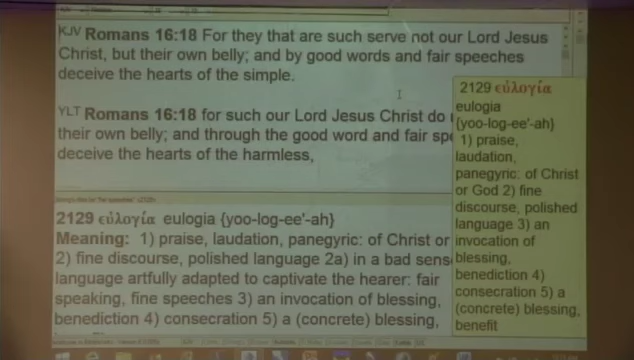 KJV Romans 16:18 For they that are such serve not our Lord Jesus
Christ, but their own belly; and by good words and fair speeches
deceive the hearts of the simple.
YLT Romans 16:18 for such our Lord Jesus Christ do
their own belly; and through the good word and fair
deceive the hearts of the harmless,
2129 εὐλογία eulogia {yoo-log-ee'-ah}
Meaning: 1) praise, laudation, panegyric: of Christ or
2) fine discourse, polished language 2a) in a bad
language artfully adapted to captivate the hearer: fair
speaking, fine speeches 3) an invocation of blessing,
benediction 4) consecration 5) a (concrete) blessing,
2129 εὐλογία
eulogia
{yoo-log-ee'-ah}
1) praise,
laudation,
panegyric: of Christ
or God 2) fine
discourse, polished
language 3) an
invocation of
blessing,
benediction 4)
consecration 5) a
(concrete) blessing,
benefit